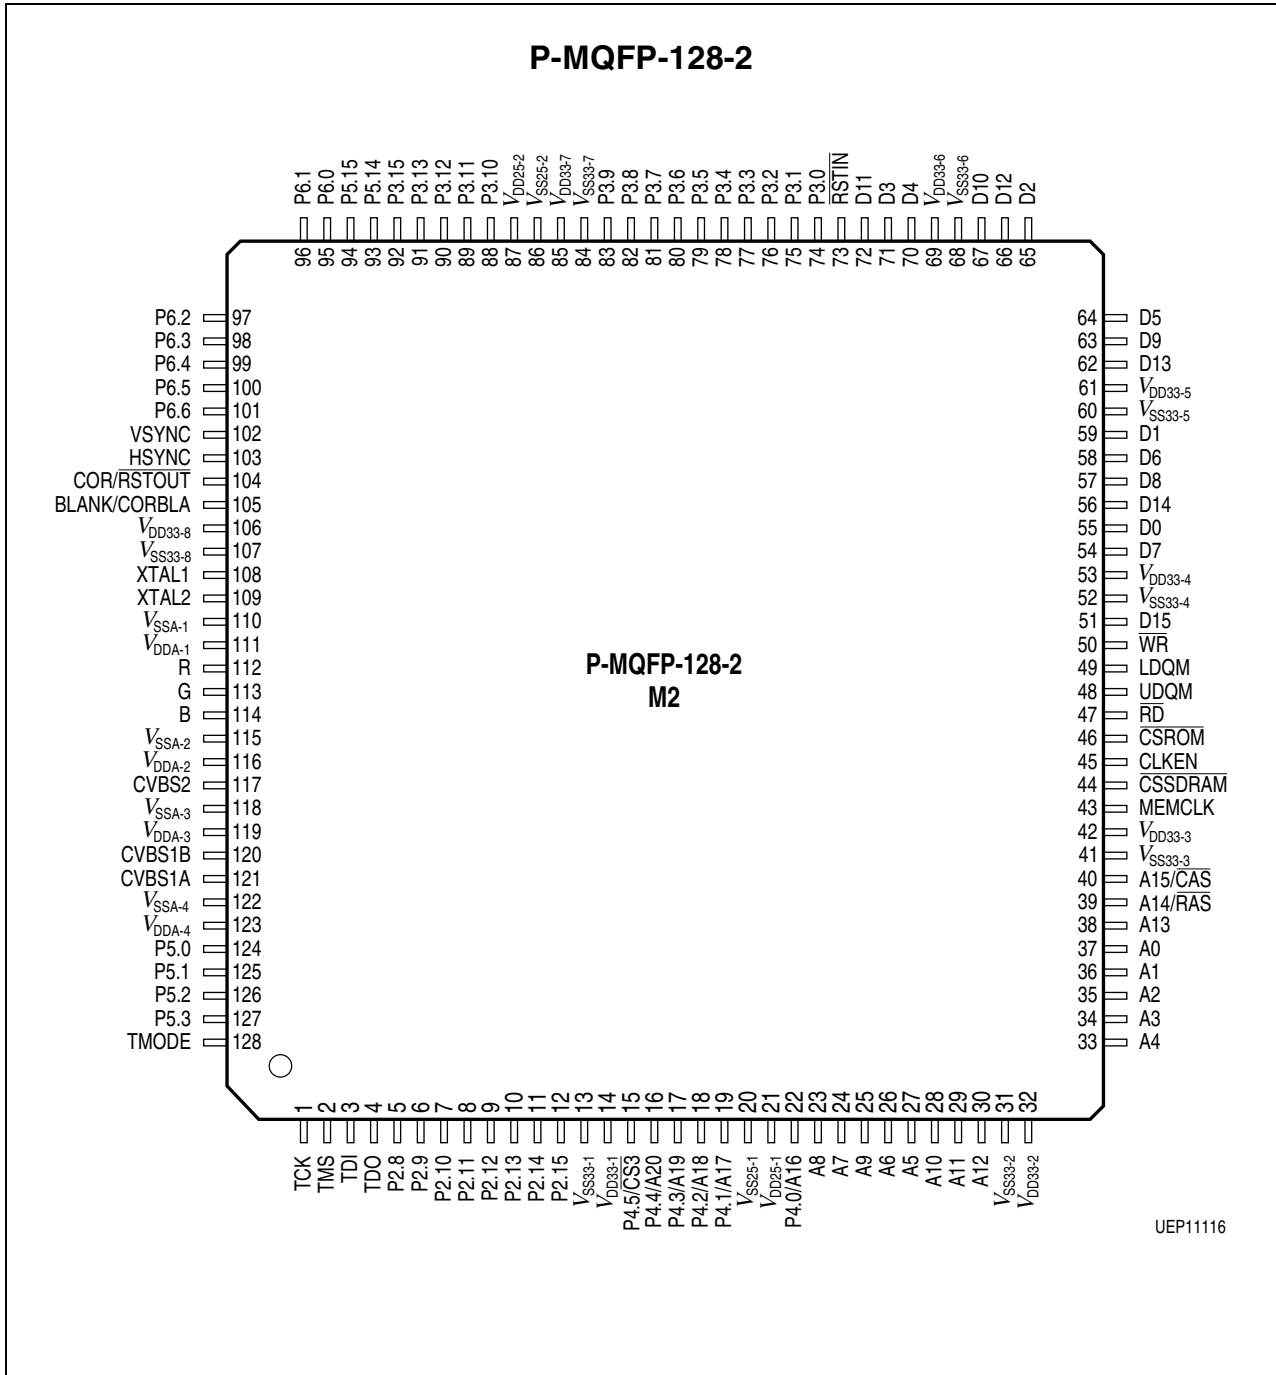 P-MQFP-128-2
P6.1 P6.0 P5.15 P5.14 P3.15 P3.13 P3.12 P3.11 P3.10 VDD25-2 VSS25-2 VDD33-7 VSS33-7 P3.9 P3.8 P3.7 P3.6 P3.5 P3.4 P3.3 P3.2 P3.1 P3.0 RSTIN D11 D3 D4 VDD33-6 VSS33-6 D10 D12 D2
96 95 94 93 92 91 90 89 88 87 86 85 84 83 82 81 80 79 78 77 76 75 74 73 72 71 70 69 68 67 66 65
P6.2 97
P6.3 98
P6.4 99
P6.5 100
P6.6 101
VSYNC 102
HSYNC 103
COR/RSTOUT 104
BLANK/CORBLA 105
VDD33-8 106
VSS33-8 107
XTAL1 108
XTAL2 109
VSSA-1 110
VDDA-1 111
R 112
G 113
B 114
VSSA-2 115
VDDA-2 116
CVBS2 117
VSSA-3 118
VDDA-3 119
CVBS1B 120
CVBS1A 121
VSSA-4 122
VDDA-4 123
P5.0 124
P5.1 125
P5.2 126
P5.3 127
TMODE 128
P-MQFP-128-2
M2
64 D5
63 D9
62 D13
61 VDD33-5
60 VSS33-5
59 D1
58 D6
57 D8
56 D14
55 D0
54 D7
53 VDD33-4
52 VSS33-4
51 D15
50 WR
49 LDQM
48 UDQM
47 RD
46 CSROM
45 CLKEN
44 CSSDRAM
43 MEMCLK
42 VDD33-3
41 VSS33-3
40 A15/CAS
39 A14/RAS
38 A13
37 A0
36 A1
35 A2
34 A3
33 A4
1 2 3 4 5 6 7 8 9 10 11 12 13 14 15 16 17 18 19 20 21 22 23 24 25 26 27 28 29 30 31 32
TCK TMS TDI TDO P2.8 P2.9 P2.10 P2.11 P2.12 P2.13 P2.14 P2.15 VSS33-1 VDD33-1 P4.5/CS3 P4.4/A20 P4.3/A19 P4.2/A18 P4.1/A17 VSS25-1 VDD25-1 P4.0/A16 A8 A7 A9 A6 A5 A10 A11 A12 VSS33-2 VDD33-2
UEP11116